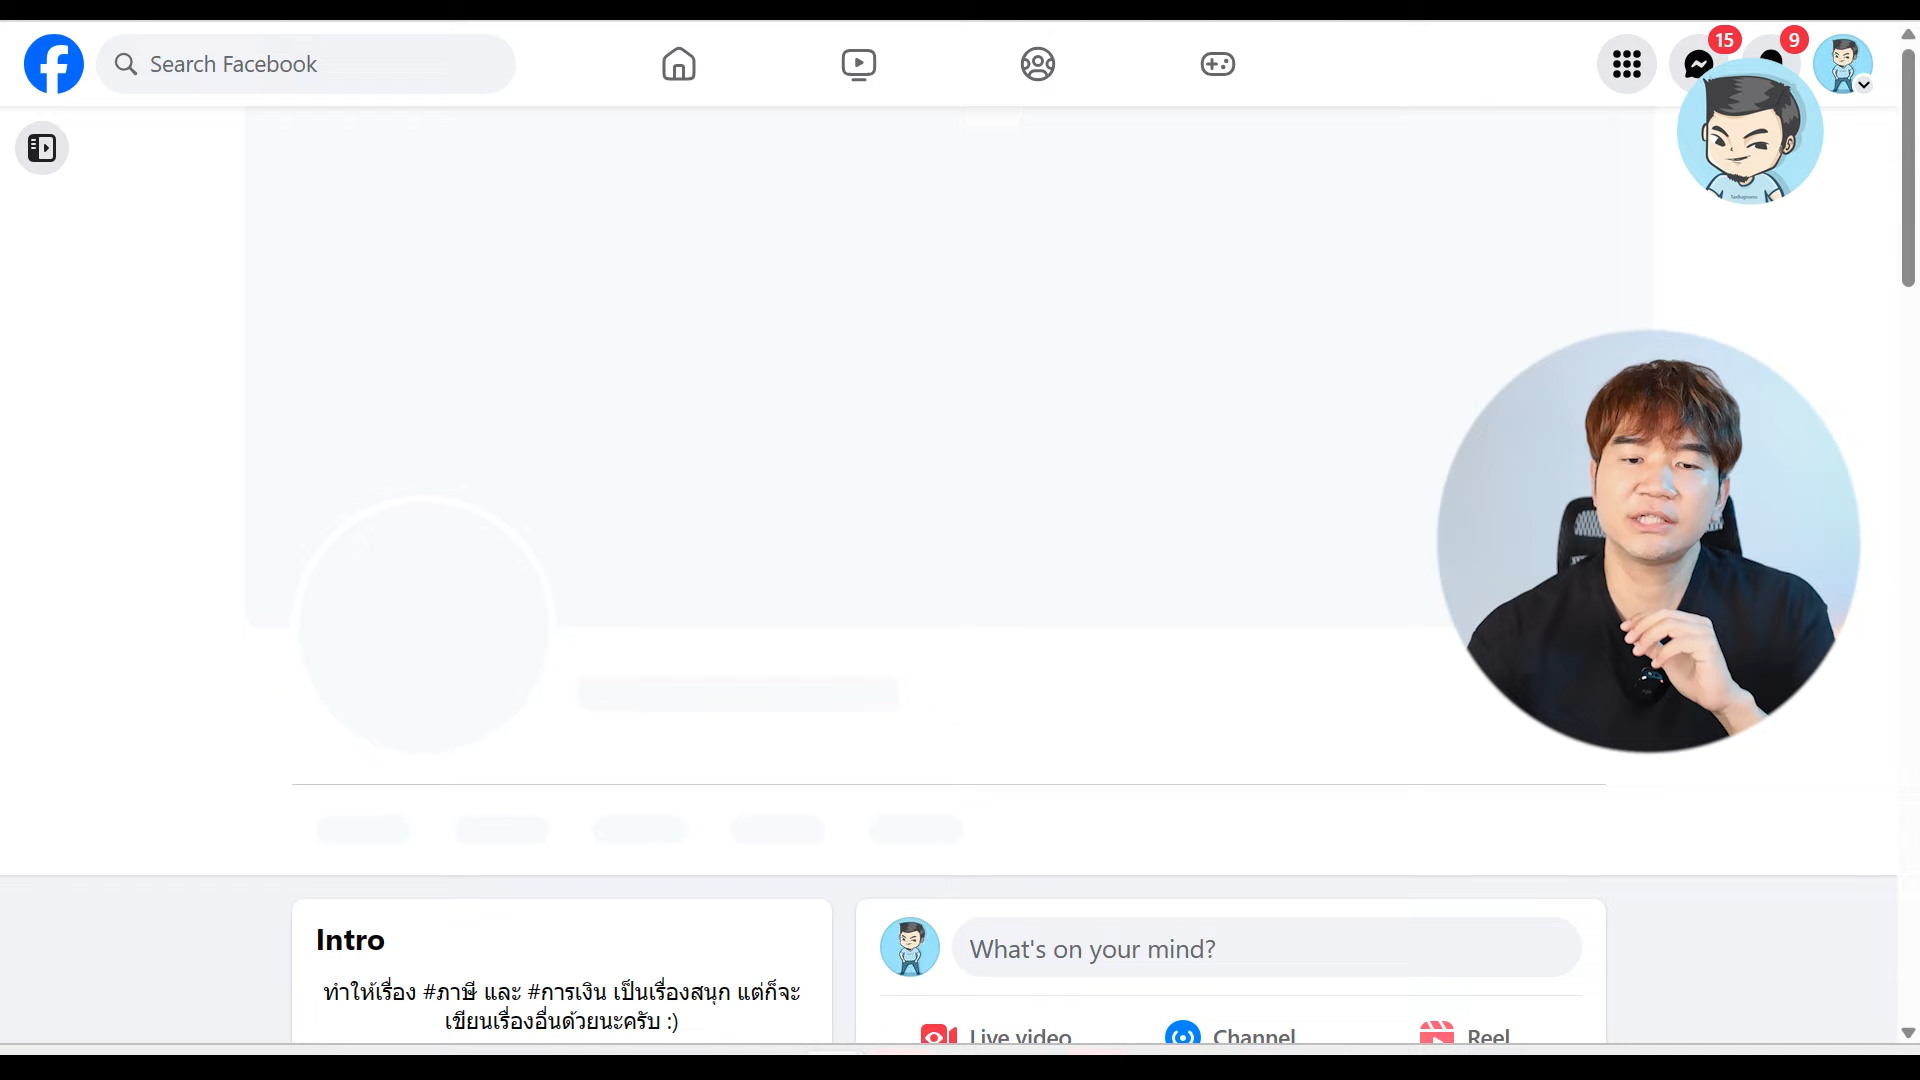 Search Facebook
15
9
Intro
ทำให้เรื่อง #ภาษี และ #การเงิน เป็นเรื่องสนุก แต่ก็จะ
เขียนเรื่องอื่นด้วยนะครับ :)
What's on your mind?
Live video
Channel
Reel